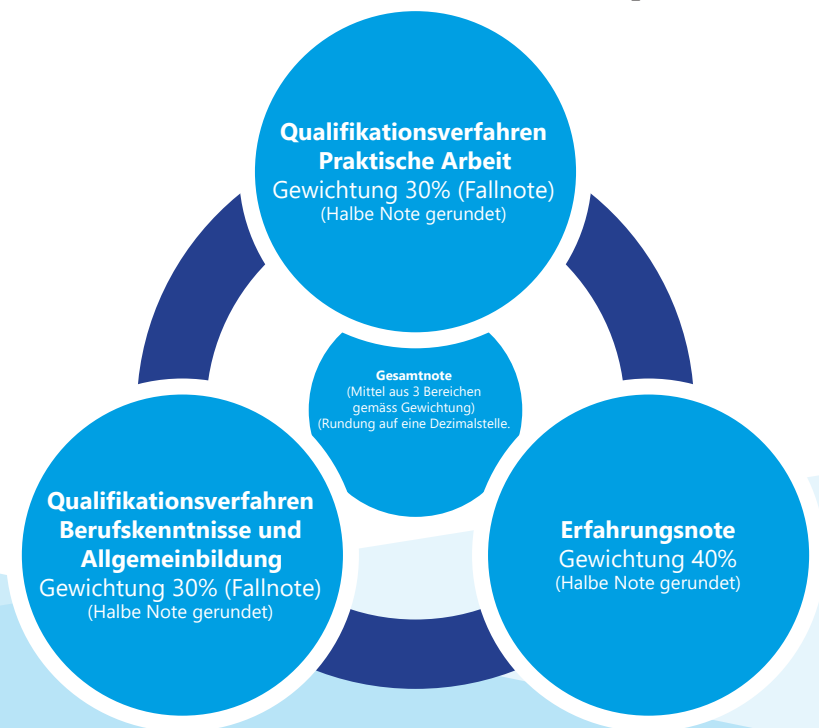 Qualifikationsverfahren
Praktische Arbeit
Gewichtung 30% (Fallnote)
(Halbe Note gerundet)
Gesamtnote
(Mittel aus 3 Bereichen
gemäss Gewichtung)
(Rundung auf eine Dezimalstelle.
Qualifikationsverfahren
Berufskenntnisse und
Allgemeinbildung
Gewichtung 30% (Fallnote)
(Halbe Note gerundet)
Erfahrungsnote
Gewichtung 40%
(Halbe Note gerundet)